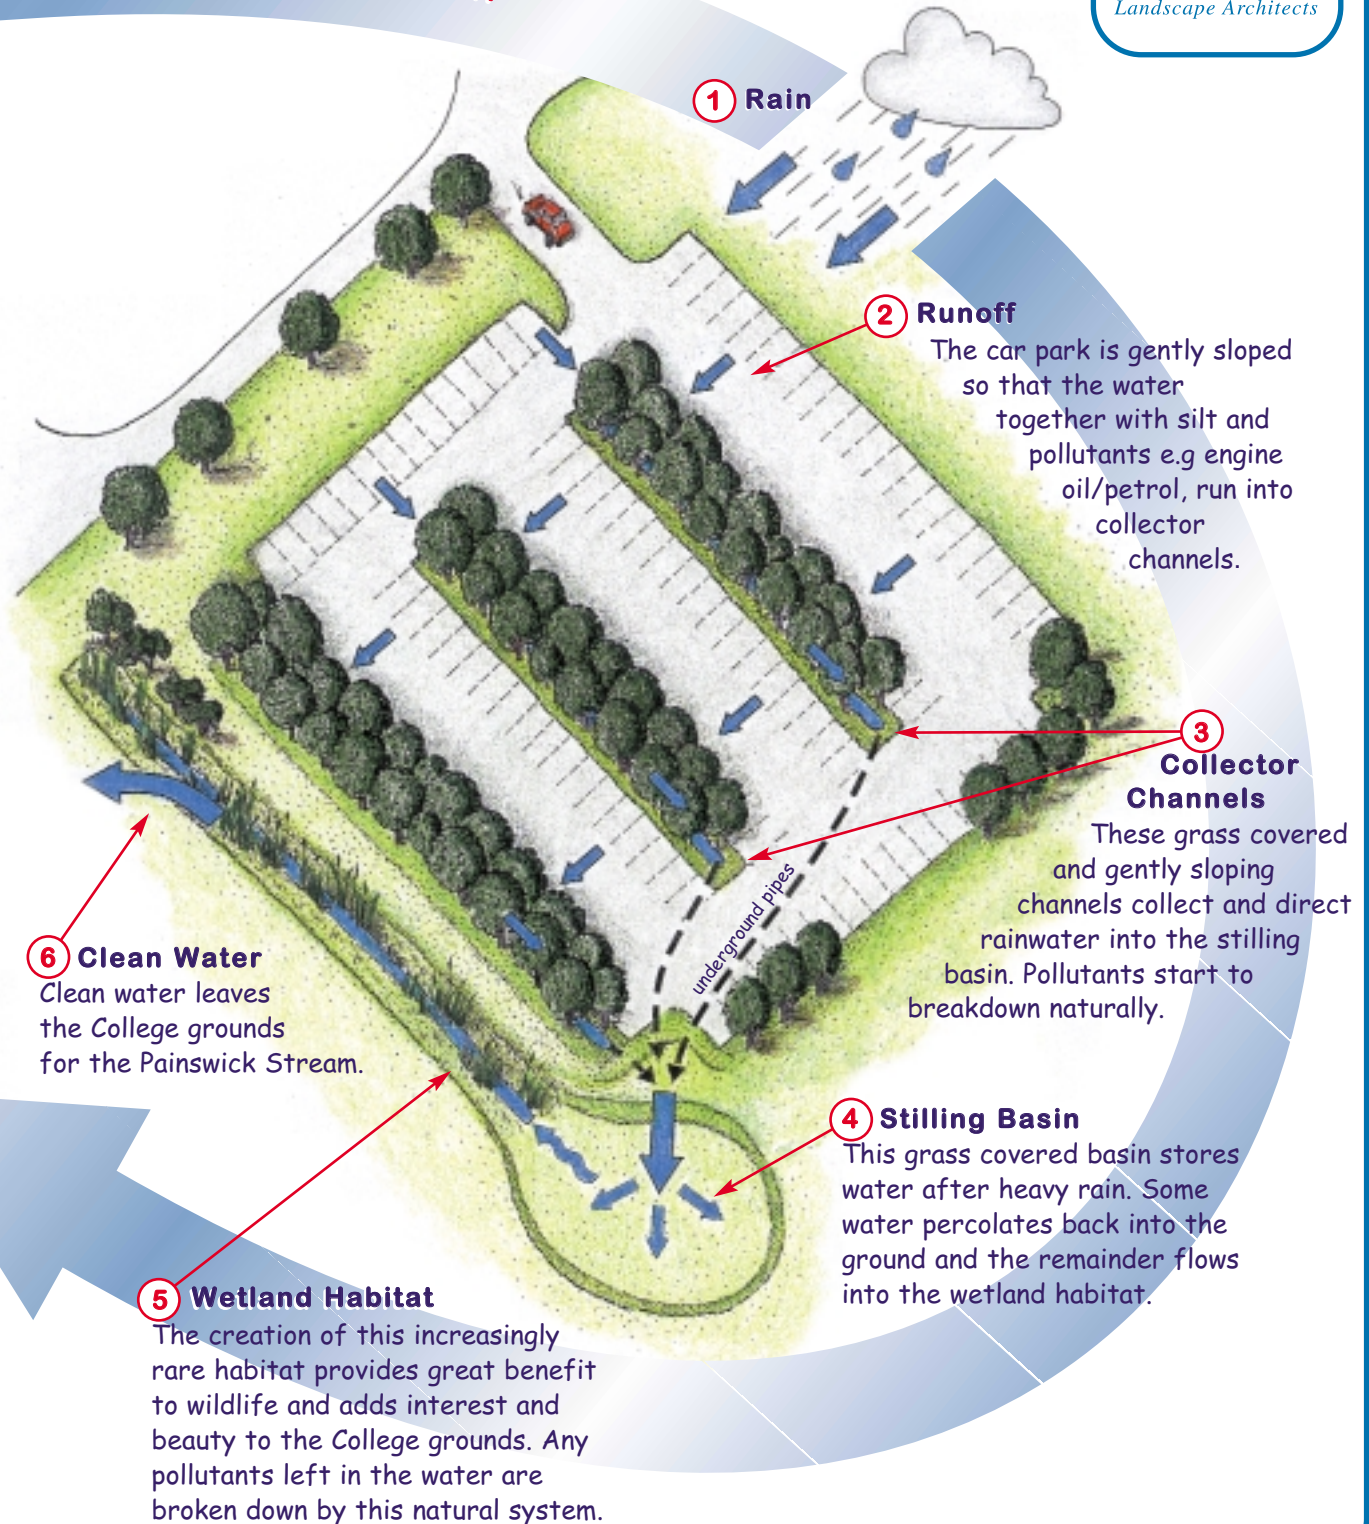 Landscape Architects
1 Rain
2 Runoff
The car park is gently sloped
so that the water
together with silt and
pollutants e.g engine
oil/petrol, run into
collector
channels.
3
Collector
Channels
These grass covered
and gently sloping
channels collect and direct
rainwater into the stilling
basin. Pollutants start to
breakdown naturally.
underground pipes
4 Stilling Basin
This grass covered basin stores
water after heavy rain. Some
water percolates back into the
ground and the remainder flows
into the wetland habitat.
5 Wetland Habitat
The creation of this increasingly
rare habitat provides great benefit
to wildlife and adds interest and
beauty to the College grounds. Any
pollutants left in the water are
broken down by this natural system.
6 Clean Water
Clean water leaves
the College grounds
for the Painswick Stream.